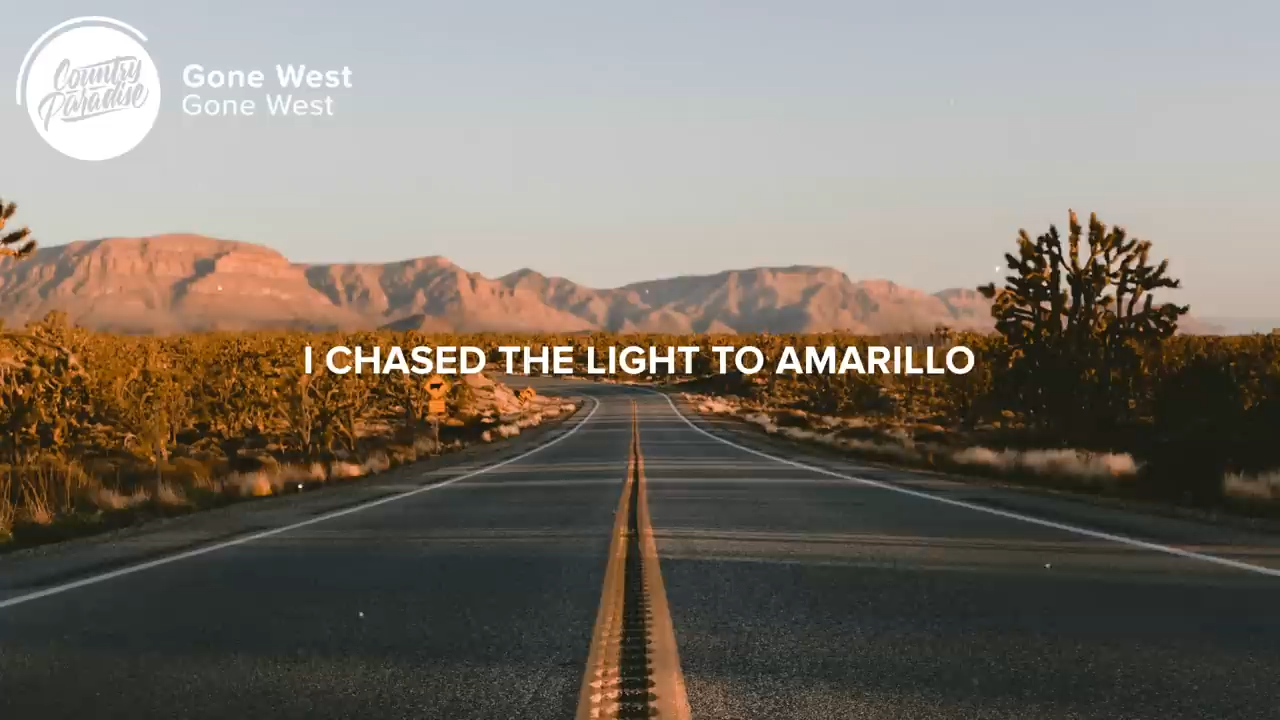 Country
Paradise
Gone West
Gone West
I CHASED THE LIGHT TO AMARILLO